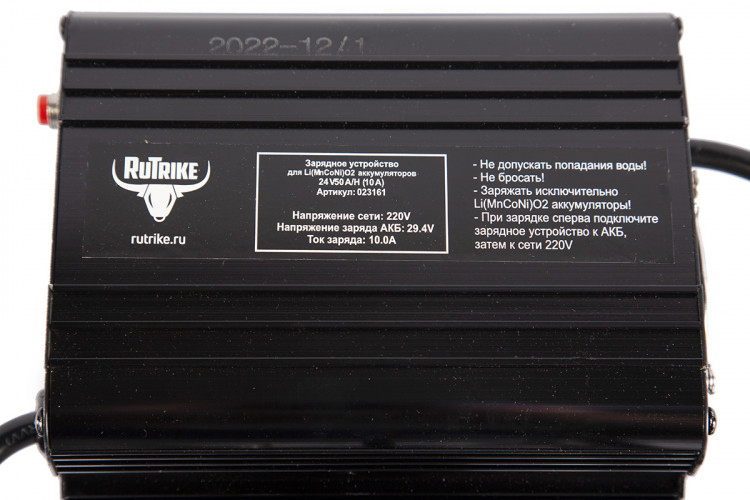 2022-12/1
RUTRIKE
rutrike.ru
Зарядное устройство
для Li(MnCoNi)O2 аккумуляторов
24V50A/H (10A)
Артикул: 023161
Напряжение сети: 220V
Напряжение заряда АКБ: 29.4V
Ток заряда: 10.0A
- Не допускать попадания воды!
- Не бросать!
- Заряжать исключительно
Li(MnCoNi)O2 аккумуляторы!
- При зарядке сперва подключите
зарядное устройство к АКБ,
затем к сети 220V